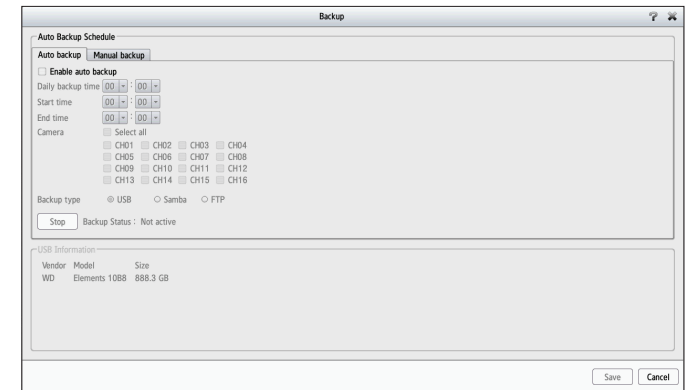 Backup
Auto Backup Schedule
Auto backup Manual backup
Enable auto backup
Daily backup time 00 : 00
Start time 00 : 00
End time 00 : 00
Camera Select all
CH01 CH02 CH03 CH04
CH05 CH06 CH07 CH08
CH09 CH10 CH11 CH12
CH13 CH14 CH15 CH16
Backup type USB Samba FTP
Stop Backup Status : Not active
USB Information
Vendor Model Size
WD Elements 10B8 888.3 GB
Save Cancel